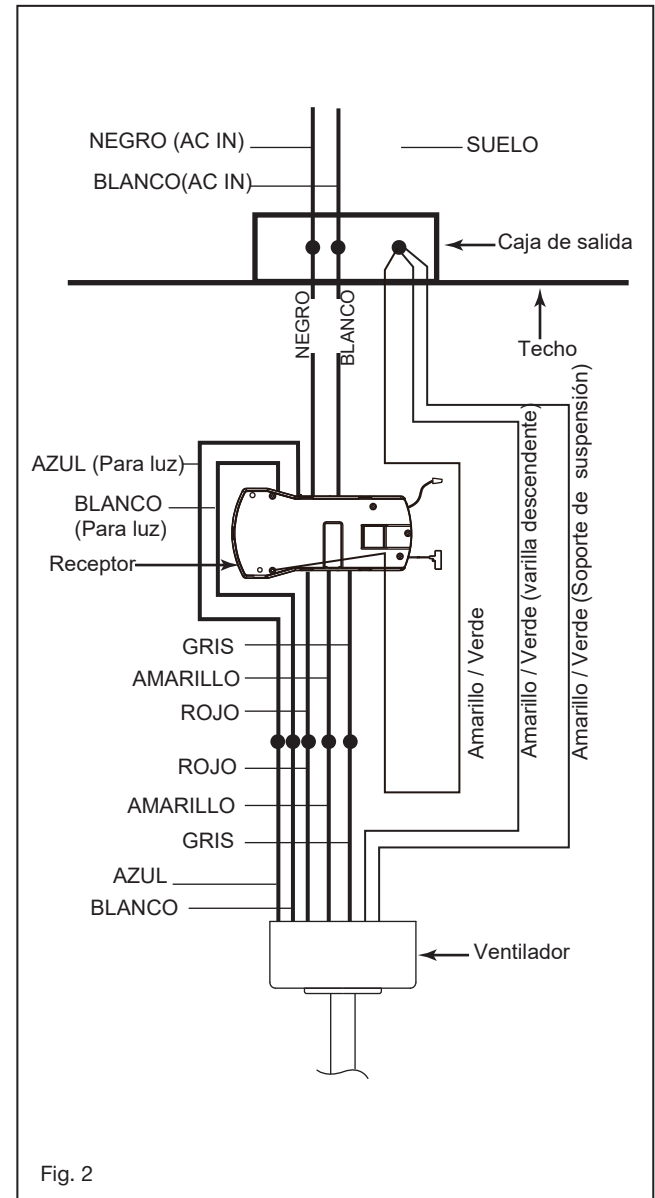 NEGRO (AC IN)
SUELO
BLANCO(AC IN)
Caja de salida
NEGRO
BLANCO
Techo
AZUL (Para luz)
BLANCO
(Para luz)
Receptor
Amarillo / Verde
Amarillo / Verde (varilla descendente)
Amarillo / Verde (Soporte de suspensión)
GRIS
AMARILLO
ROJO
ROJO
AMARILLO
GRIS
AZUL
BLANCO
Ventilador
Fig. 2